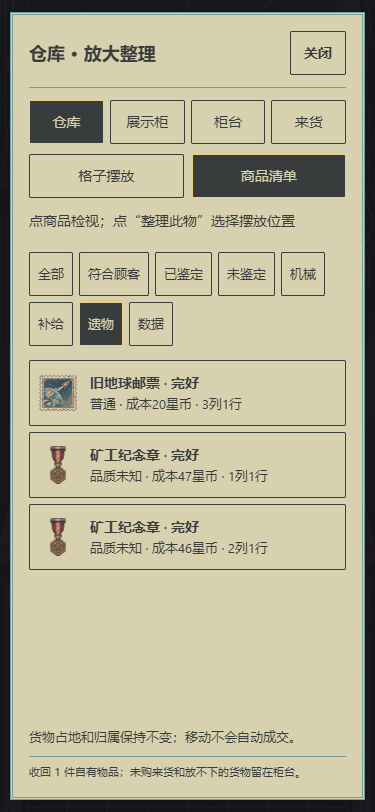 仓库・放大整理
关闭
仓库
展示柜
柜台
来货
格子摆放
商品清单
点商品检视；点“整理此物”选择摆放位置
全部
符合顾客
已鉴定
未鉴定
机械
补给
遗物
数据
旧地球邮票 · 完好
普通 · 成本20星币 · 3列1行
矿工纪念章 · 完好
品质未知 · 成本47星币 · 1列1行
矿工纪念章 · 完好
品质未知 · 成本46星币 · 2列1行
货物占地和归属保持不变；移动不会自动成交。
收回 1 件自有物品；未购来货和放不下的货物留在柜台。